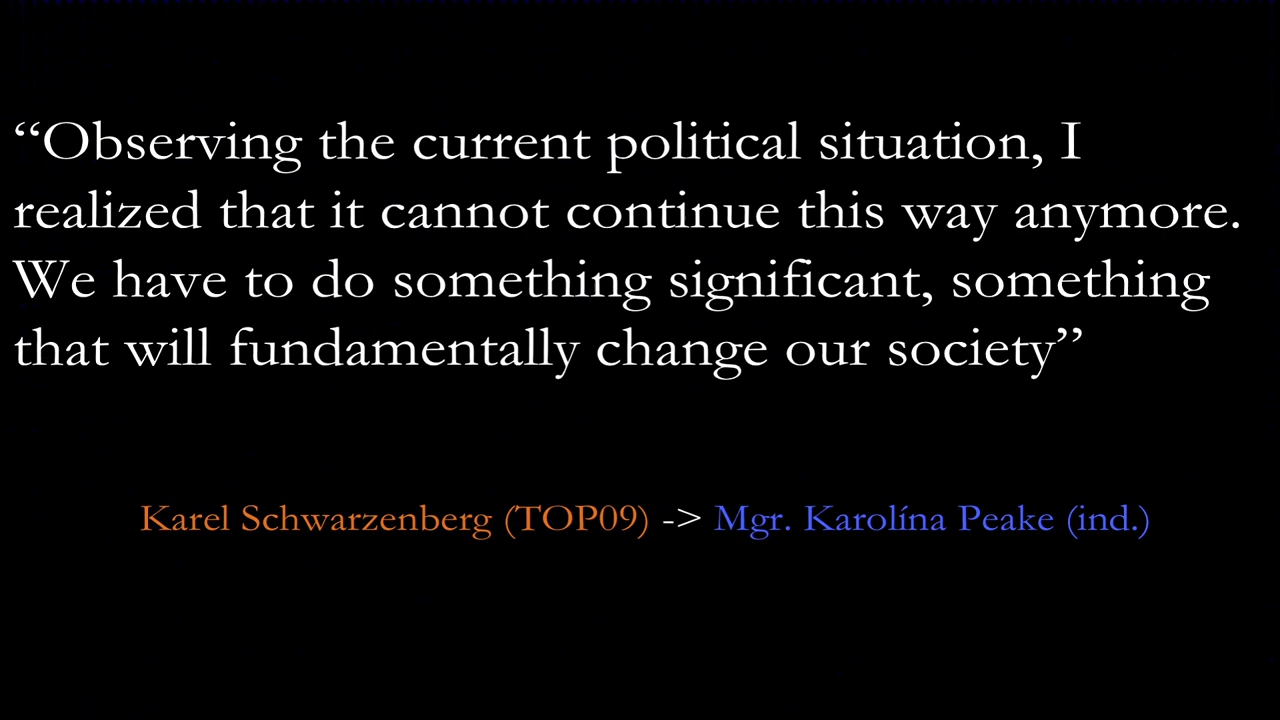 “Observing the current political situation, I
realized that it cannot continue this way anymore.
We have to do something significant, something
that will fundamentally change our society”
Karel Schwarzenberg (TOP09) -> Mgr. Karolína Peake (ind.)